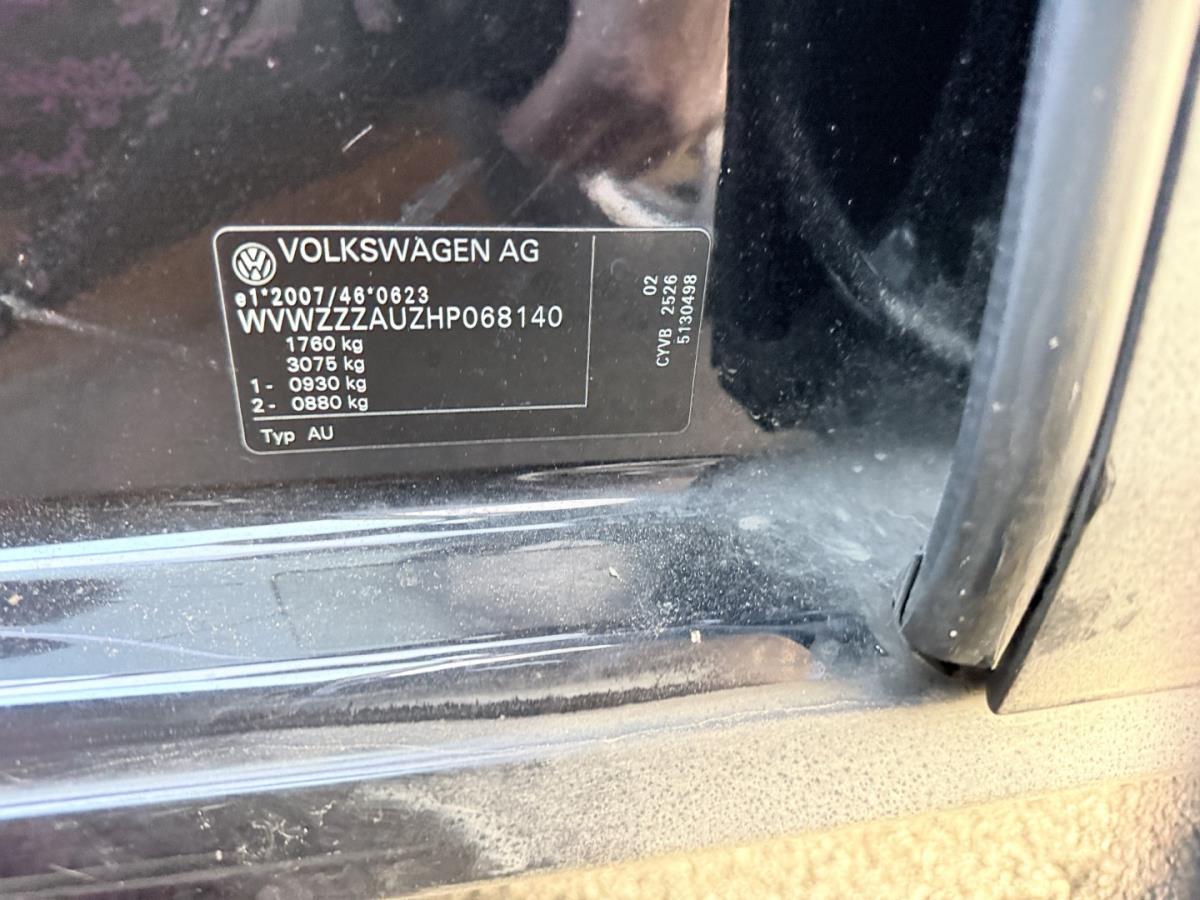 VOLKSWAGEN AG
e1*2007/46*0623
WVWZZZAUZHP068140
1760 kg
3075 kg
1- 0930 kg
2- 0880 kg
Typ AU
02
CYVB 2526
5130498